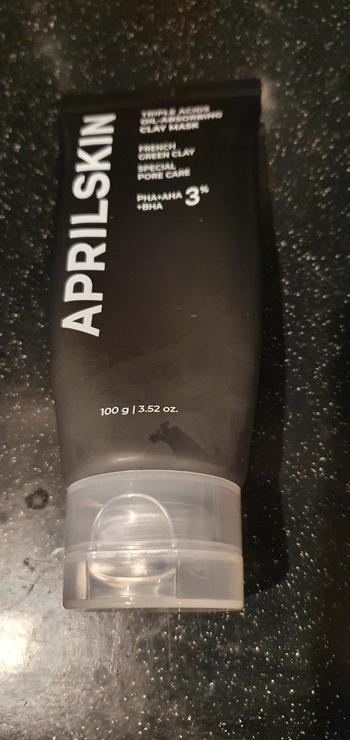 APRILSKIN
TRIPLE ACIDS
OIL-ABSORBING
CLAY MASK
FRENCH
GREEN CLAY
SPECIAL
PORE CARE
PHA+AHA 3%
+BHA
100 g | 3.52 oz.